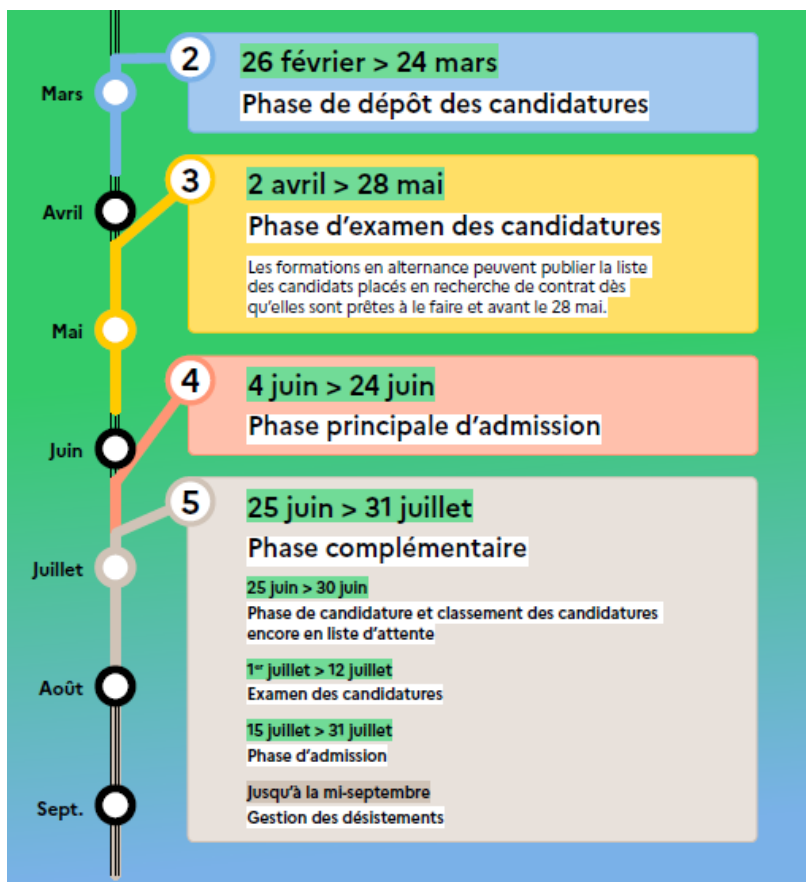 Mars
2
26 février > 24 mars
Phase de dépôt des candidatures
Avril
3
2 avril > 28 mai
Phase d'examen des candidatures
Les formations en alternance peuvent publier la liste
des candidats placés en recherche de contrat dès
qu'elles sont prêtes à le faire et avant le 28 mai.
Mai
4
4 juin > 24 juin
Phase principale d'admission
Juin
5
25 juin > 31 juillet
Phase complémentaire
Juillet
25 juin > 30 juin
Phase de candidature et classement des candidatures
encore en liste d'attente
1er juillet > 12 juillet
Examen des candidatures
Août
15 juillet > 31 juillet
Phase d'admission
Jusqu'à la mi-septembre
Gestion des désistements
Sept.